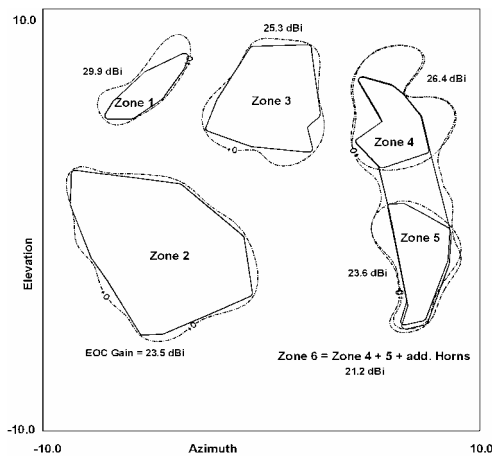 10.0
25.3 dBi
29.9 dBi
26.4 dBi
Zone 1
Zone 3
Zone 4
Zone 2
Zone 5
Elevation
23.6 dBi
EOC Gain = 23.5 dBi
Zone 6 = Zone 4 + 5 + add. Horns
21.2 dBi
-10.0
-10.0
Azimuth
10.0